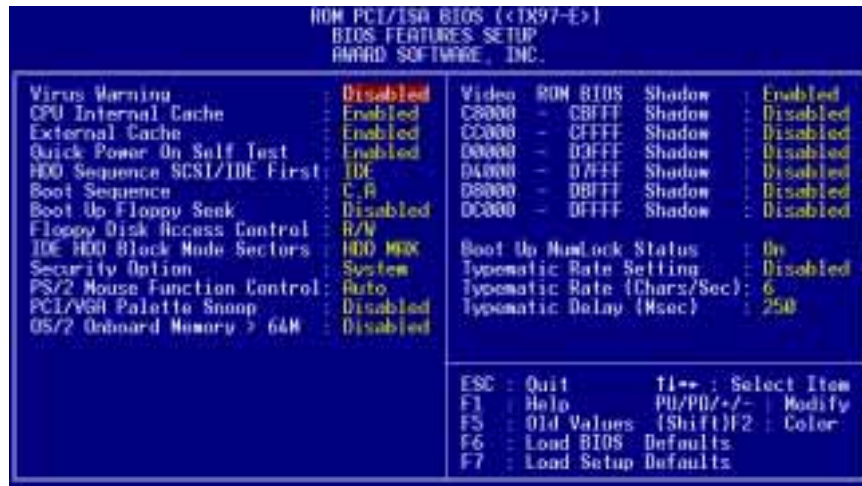 ROM PCI/ISA BIOS (<TX97-E>)
BIOS FEATURES SETUP
AWARD SOFTWARE, INC.
Virus Warning : Disabled
CPU Internal Cache : Enabled
External Cache : Enabled
Quick Power On Self Test : Enabled
HDD Sequence SCSI/IDE First: IDE
Boot Sequence : C,A
Boot Up Floppy Seek : Disabled
Floppy Disk Access Control : R/W
IDE HDD Block Mode Sectors : HDD MAX
Security Option : System
PS/2 Mouse Function Control: Auto
PCI/VGA Palette Snoop : Disabled
OS/2 Onboard Memory > 64M : Disabled
Video ROM BIOS Shadow : Enabled
C8000 - CBFFF Shadow : Disabled
CC000 - CFFFF Shadow : Disabled
D0000 - D3FFF Shadow : Disabled
D4000 - D7FFF Shadow : Disabled
D8000 - DBFFF Shadow : Disabled
DC000 - DFFFF Shadow : Disabled
Boot Up NumLock Status : On
Typematic Rate Setting : Disabled
Typematic Rate (Chars/Sec): 6
Typematic Delay (Msec) : 250
ESC : Quit ↑↓→← : Select Item
F1 : Help PU/PD/+/- : Modify
F5 : Old Values (Shift)F2 : Color
F6 : Load BIOS Defaults
F7 : Load Setup Defaults